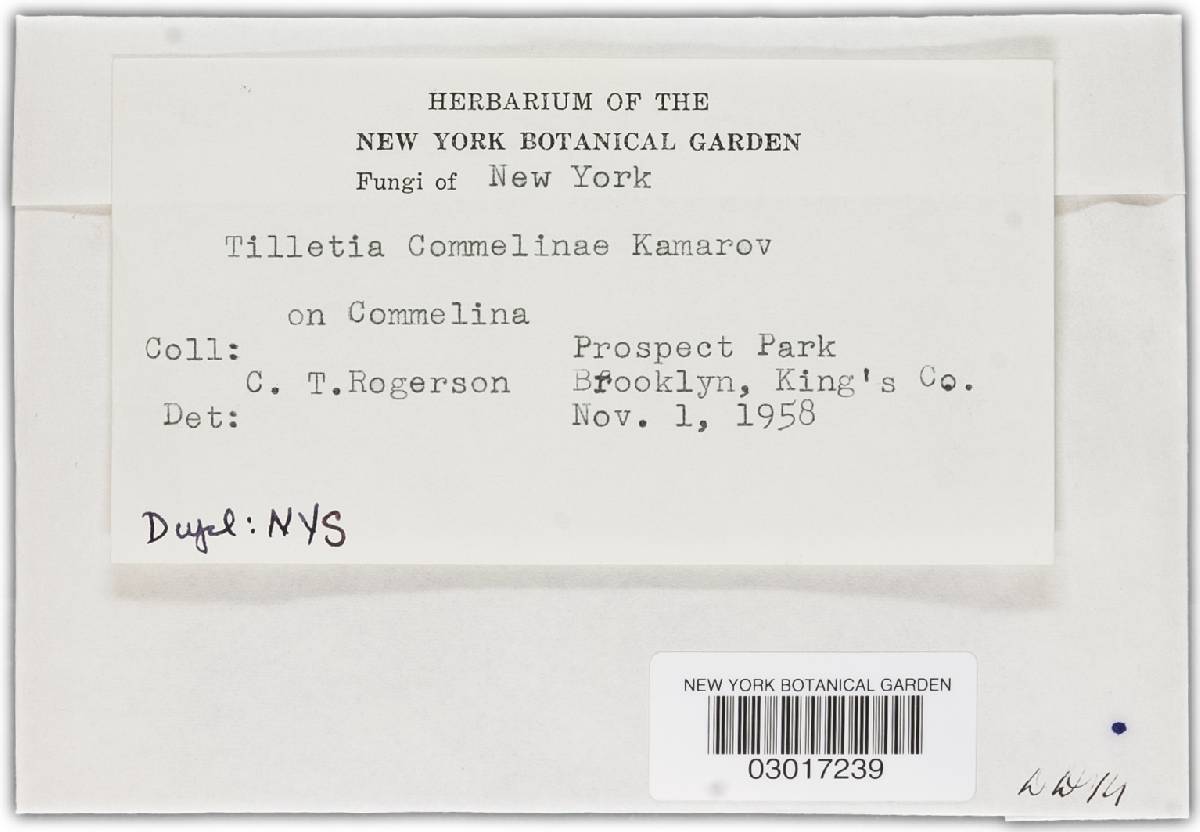 HERBARIUM OF THE
NEW YORK BOTANICAL GARDEN
Fungi of New York
Tilletia Commelinae Kamarov
on Commelina
Coll:
C. T.Rogerson
Det:
Prospect Park
Brooklyn, King's Co.
Nov. 1, 1958
Dupl: NYS
NEW YORK BOTANICAL GARDEN
03017239